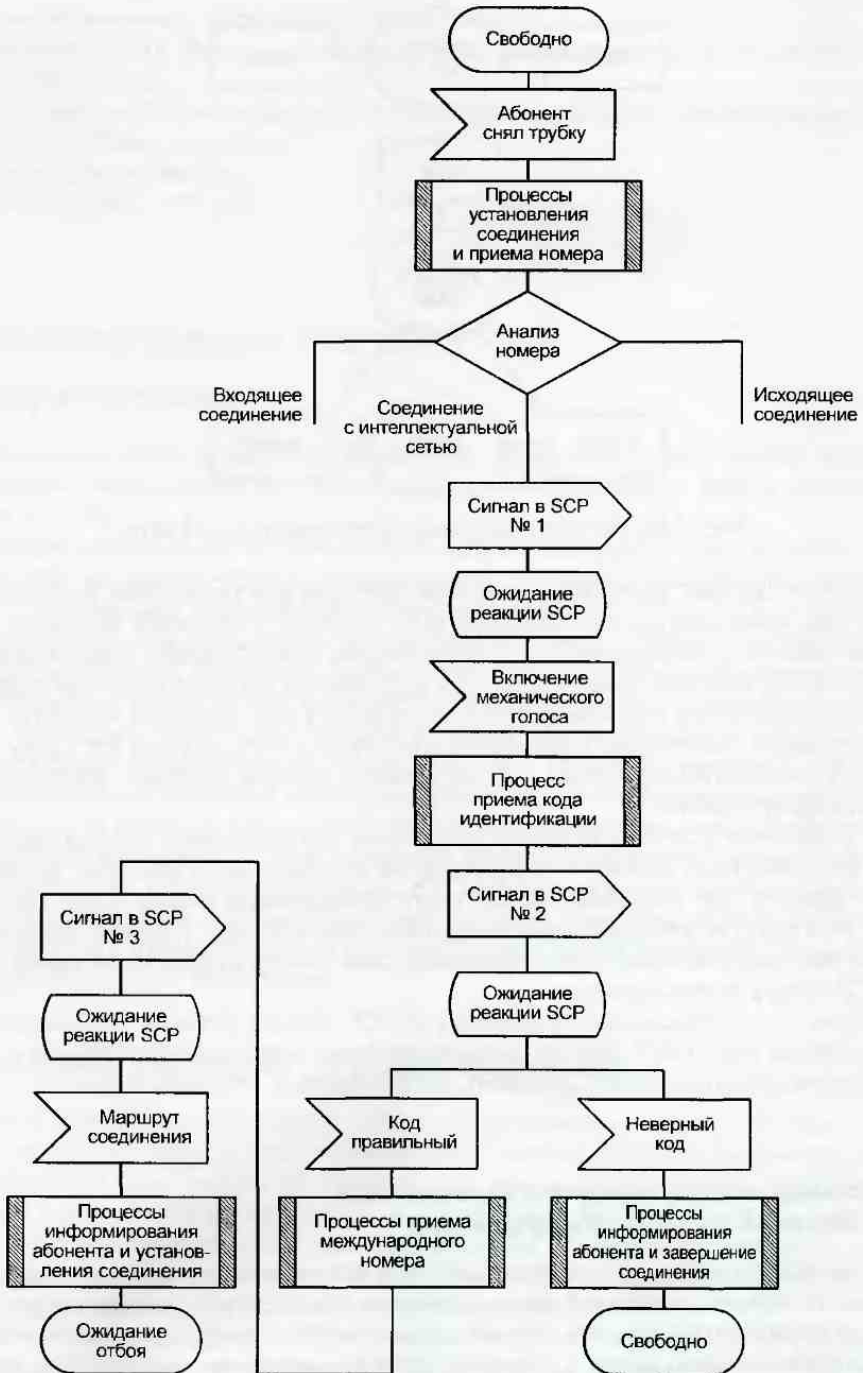 Свободно
Абонент
снял трубку
Процессы
установления
соединения
и приема номера
Анализ
номера
Входящее
соединение
Соединение
с интеллектуальной
сетью
Исходящее
соединение
Сигнал в SCP
№ 1
Ожидание
реакции SCP
Включение
механического
голоса
Процесс
приема кода
идентификации
Сигнал в SCP
№ 2
Ожидание
реакции SCP
Код
правильный
Неверный
код
Процессы приема
международного
номера
Процессы
информирования
абонента и завершение
соединения
Свободно
Сигнал в SCP
№ 3
Ожидание
реакции SCP
Маршрут
соединения
Процессы
информирования
абонента и установ-
ления соединения
Ожидание
отбоя